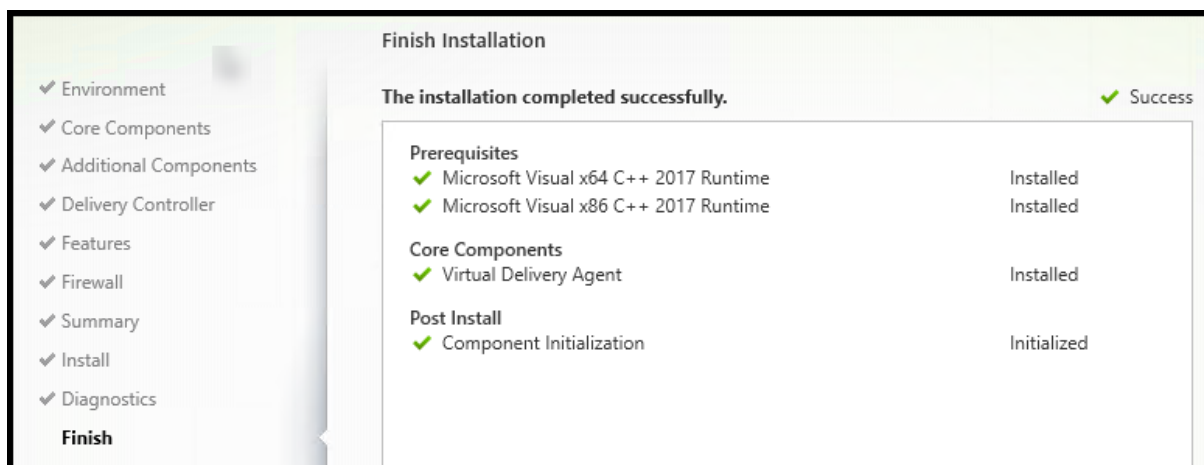 Environment
Core Components
Additional Components
Delivery Controller
Features
Firewall
Summary
Install
Diagnostics
Finish
Finish Installation
The installation completed successfully. Success
Prerequisites
Microsoft Visual x64 C++ 2017 Runtime Installed
Microsoft Visual x86 C++ 2017 Runtime Installed
Core Components
Virtual Delivery Agent Installed
Post Install
Component Initialization Initialized